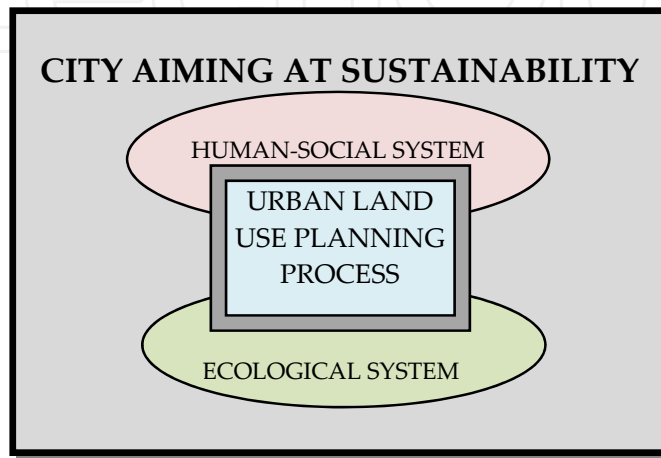 CITY AIMING AT SUSTAINABILITY
HUMAN-SOCIAL SYSTEM
URBAN LAND
USE PLANNING
PROCESS
ECOLOGICAL SYSTEM